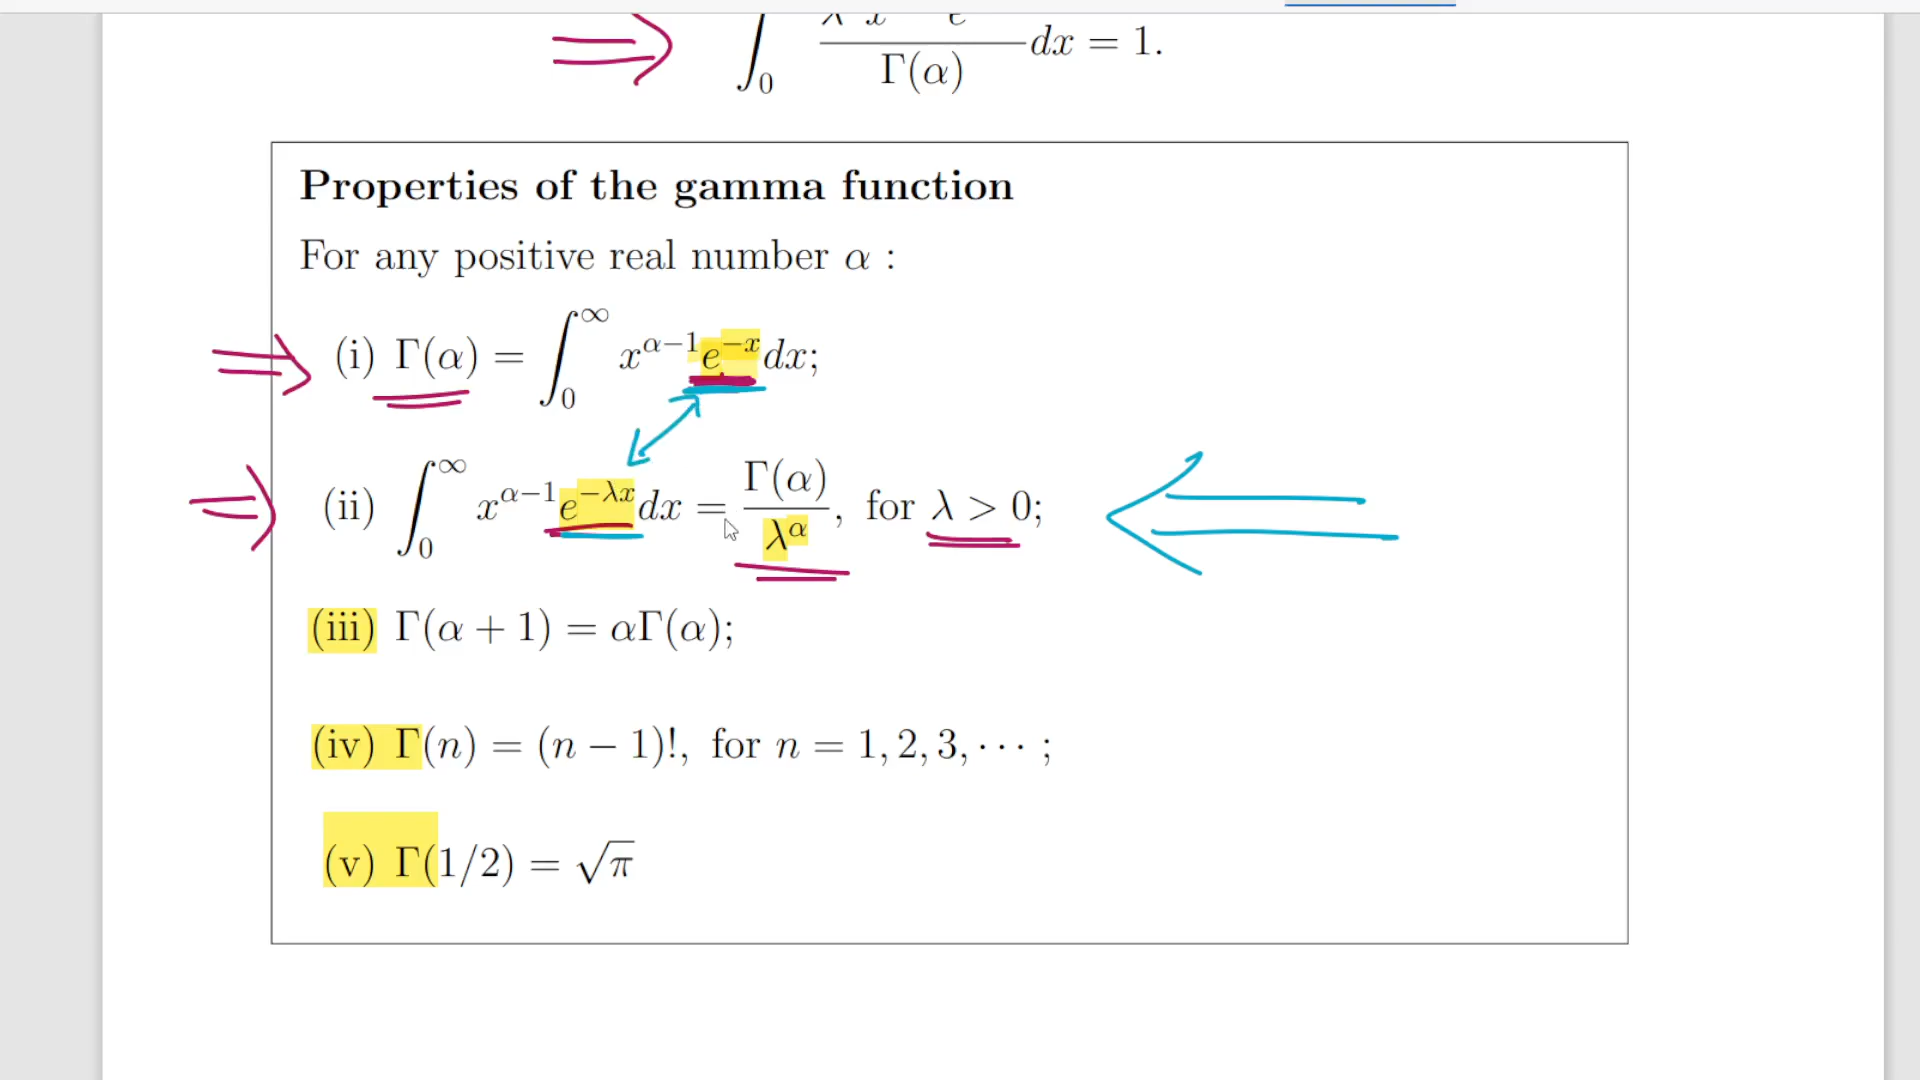 ∫₀ Γ(α) dx = 1.
Properties of the gamma function
For any positive real number α :
(i) Γ(α) = ∫₀^∞ x^{α−1} e^{−x} dx;
(ii) ∫₀^∞ x^{α−1} e^{−λx} dx = Γ(α)/λ^α, for λ > 0;
(iii) Γ(α + 1) = αΓ(α);
(iv) Γ(n) = (n − 1)!, for n = 1, 2, 3, ··· ;
(v) Γ(1/2) = √π